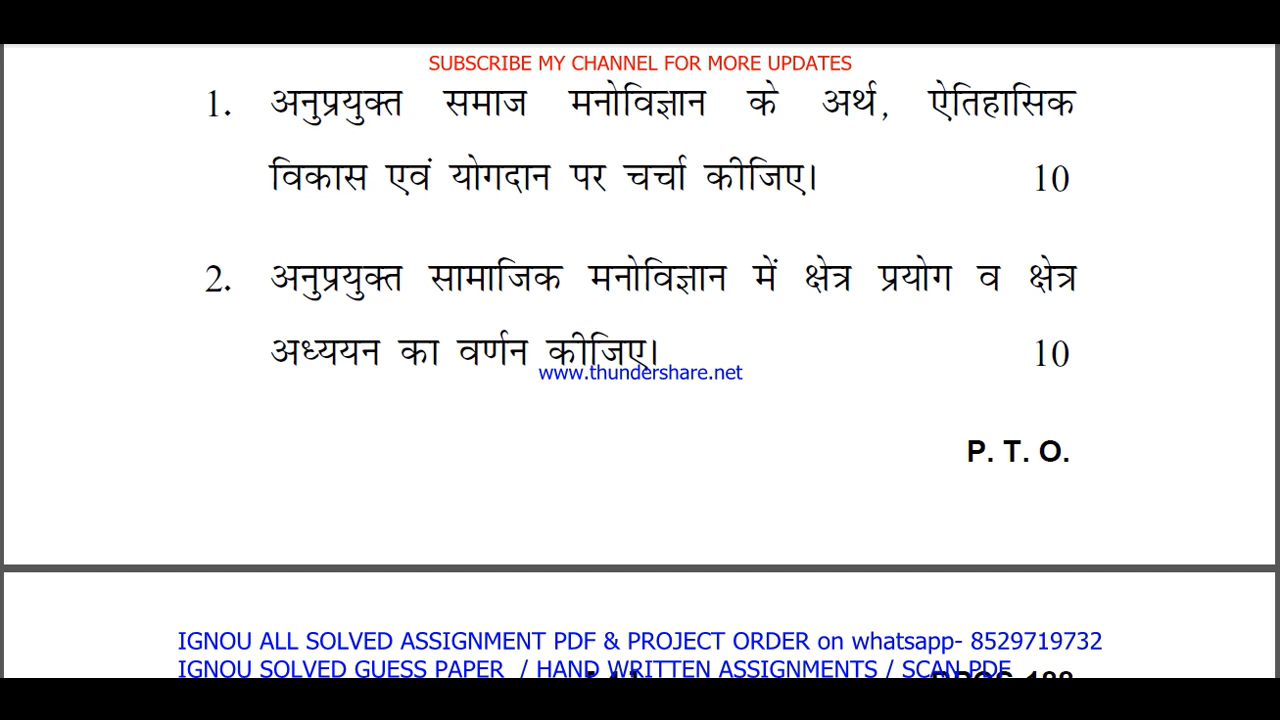 SUBSCRIBE MY CHANNEL FOR MORE UPDATES
1. अनुप्रयुक्त समाज मनोविज्ञान के अर्थ, ऐतिहासिक
विकास एवं योगदान पर चर्चा कीजिए। 10
2. अनुप्रयुक्त सामाजिक मनोविज्ञान में क्षेत्र प्रयोग व क्षेत्र
अध्ययन का वर्णन कीजिए। 10
www.thundershare.net
P. T. O.
IGNOU ALL SOLVED ASSIGNMENT PDF & PROJECT ORDER on whatsapp- 8529719732
IGNOU SOLVED GUESS PAPER / HAND WRITTEN ASSIGNMENTS / SCAN PDF